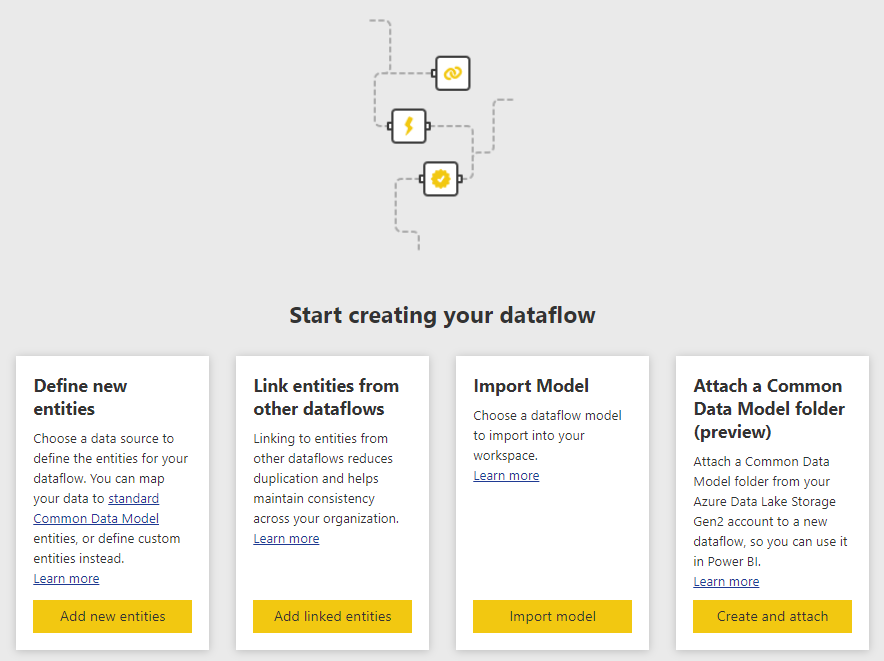 Start creating your dataflow
Define new
entities
Choose a data source to
define the entities for your
dataflow. You can map
your data to standard
Common Data Model
entities, or define custom
entities instead.
Learn more
Add new entities
Link entities from
other dataflows
Linking to entities from
other dataflows reduces
duplication and helps
maintain consistency
across your organization.
Learn more
Add linked entities
Import Model
Choose a dataflow model
to import into your
workspace.
Learn more
Import model
Attach a Common
Data Model folder
(preview)
Attach a Common Data
Model folder from your
Azure Data Lake Storage
Gen2 account to a new
dataflow, so you can use it
in Power BI.
Learn more
Create and attach